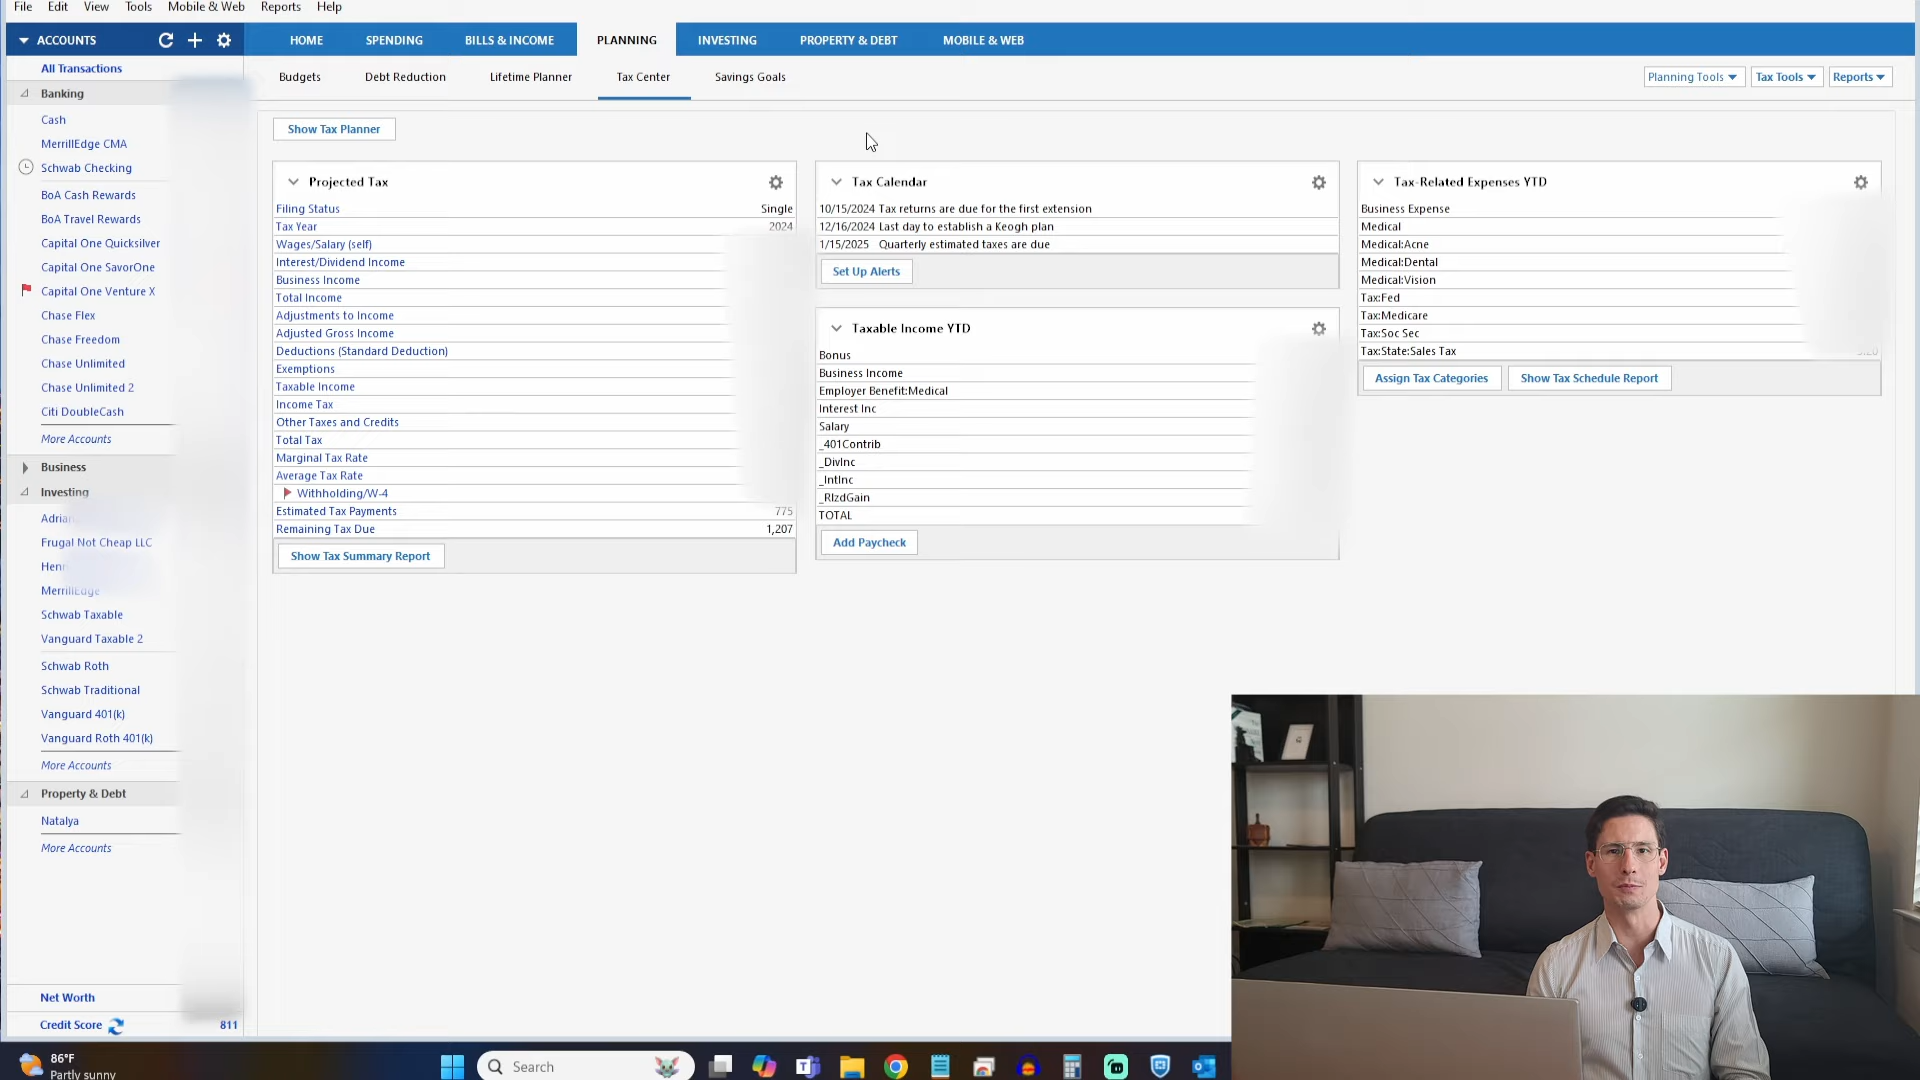 File Edit View Tools Mobile & Web Reports Help
ACCOUNTS
HOME SPENDING BILLS & INCOME PLANNING INVESTING PROPERTY & DEBT MOBILE & WEB
All Transactions
Budgets Debt Reduction Lifetime Planner Tax Center Savings Goals
Planning Tools Tax Tools Reports
Banking
Cash
MerrillEdge CMA
Schwab Checking
BoA Cash Rewards
BoA Travel Rewards
Capital One Quicksilver
Capital One SavorOne
Capital One Venture X
Chase Flex
Chase Freedom
Chase Unlimited
Chase Unlimited 2
Citi DoubleCash
More Accounts
Business
Investing
Frugal Not Cheap LLC
MerrillEdge
Schwab Taxable
Vanguard Taxable 2
Schwab Roth
Schwab Traditional
Vanguard 401(k)
Vanguard Roth 401(k)
More Accounts
Property & Debt
Natalya
More Accounts
Net Worth
Credit Score 811
Show Tax Planner
Projected Tax
Filing Status Single
Tax Year 2024
Wages/Salary (self)
Interest/Dividend Income
Business Income
Total Income
Adjustments to Income
Adjusted Gross Income
Deductions (Standard Deduction)
Exemptions
Taxable Income
Income Tax
Other Taxes and Credits
Total Tax
Marginal Tax Rate
Average Tax Rate
Withholding/W-4
Estimated Tax Payments 775
Remaining Tax Due 1,207
Show Tax Summary Report
Tax Calendar
10/15/2024 Tax returns are due for the first extension
12/16/2024 Last day to establish a Keogh plan
1/15/2025 Quarterly estimated taxes are due
Set Up Alerts
Taxable Income YTD
Bonus
Business Income
Employer Benefit:Medical
Interest Inc
Salary
_401Contrib
_DivInc
_IntInc
_RlzdGain
TOTAL
Add Paycheck
Tax-Related Expenses YTD
Business Expense
Medical
Medical:Acne
Medical:Dental
Medical:Vision
Tax:Fed
Tax:Medicare
Tax:Soc Sec
Tax:State:Sales Tax
Assign Tax Categories Show Tax Schedule Report
86°F
Partly sunny
Search